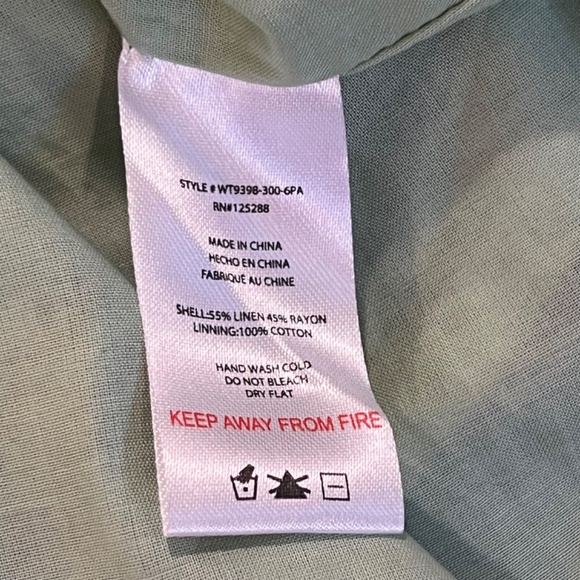 STYLE # WT9398-300-6PA
RN#125288
MADE IN CHINA
HECHO EN CHINA
FABRIQUÉ AU CHINE
SHELL:55% LINEN 45% RAYON
LINNING:100% COTTON
HAND WASH COLD
DO NOT BLEACH
DRY FLAT
KEEP AWAY FROM FIRE